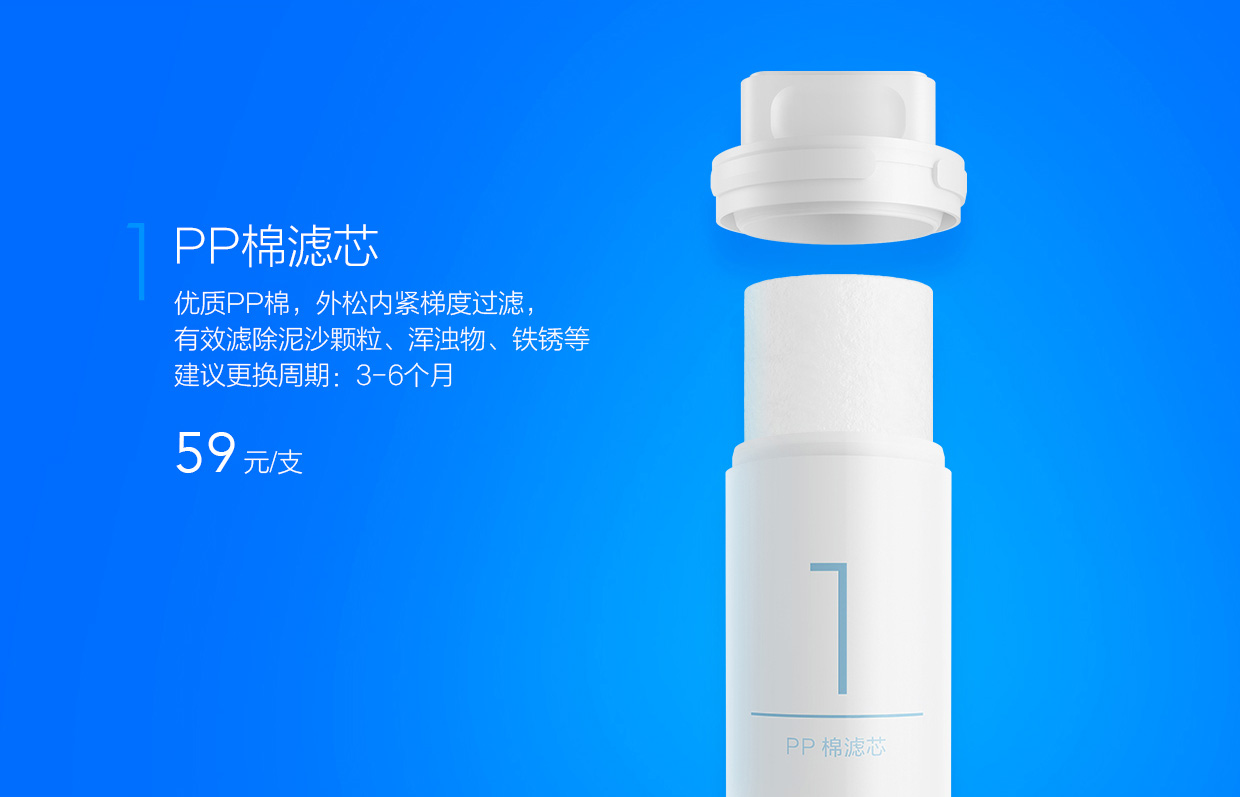 1
PP棉滤芯
优质PP棉，外松内紧梯度过滤，
有效滤除泥沙颗粒、浑浊物、铁锈等
建议更换周期：3-6个月
59 元/支
1
PP 棉滤芯